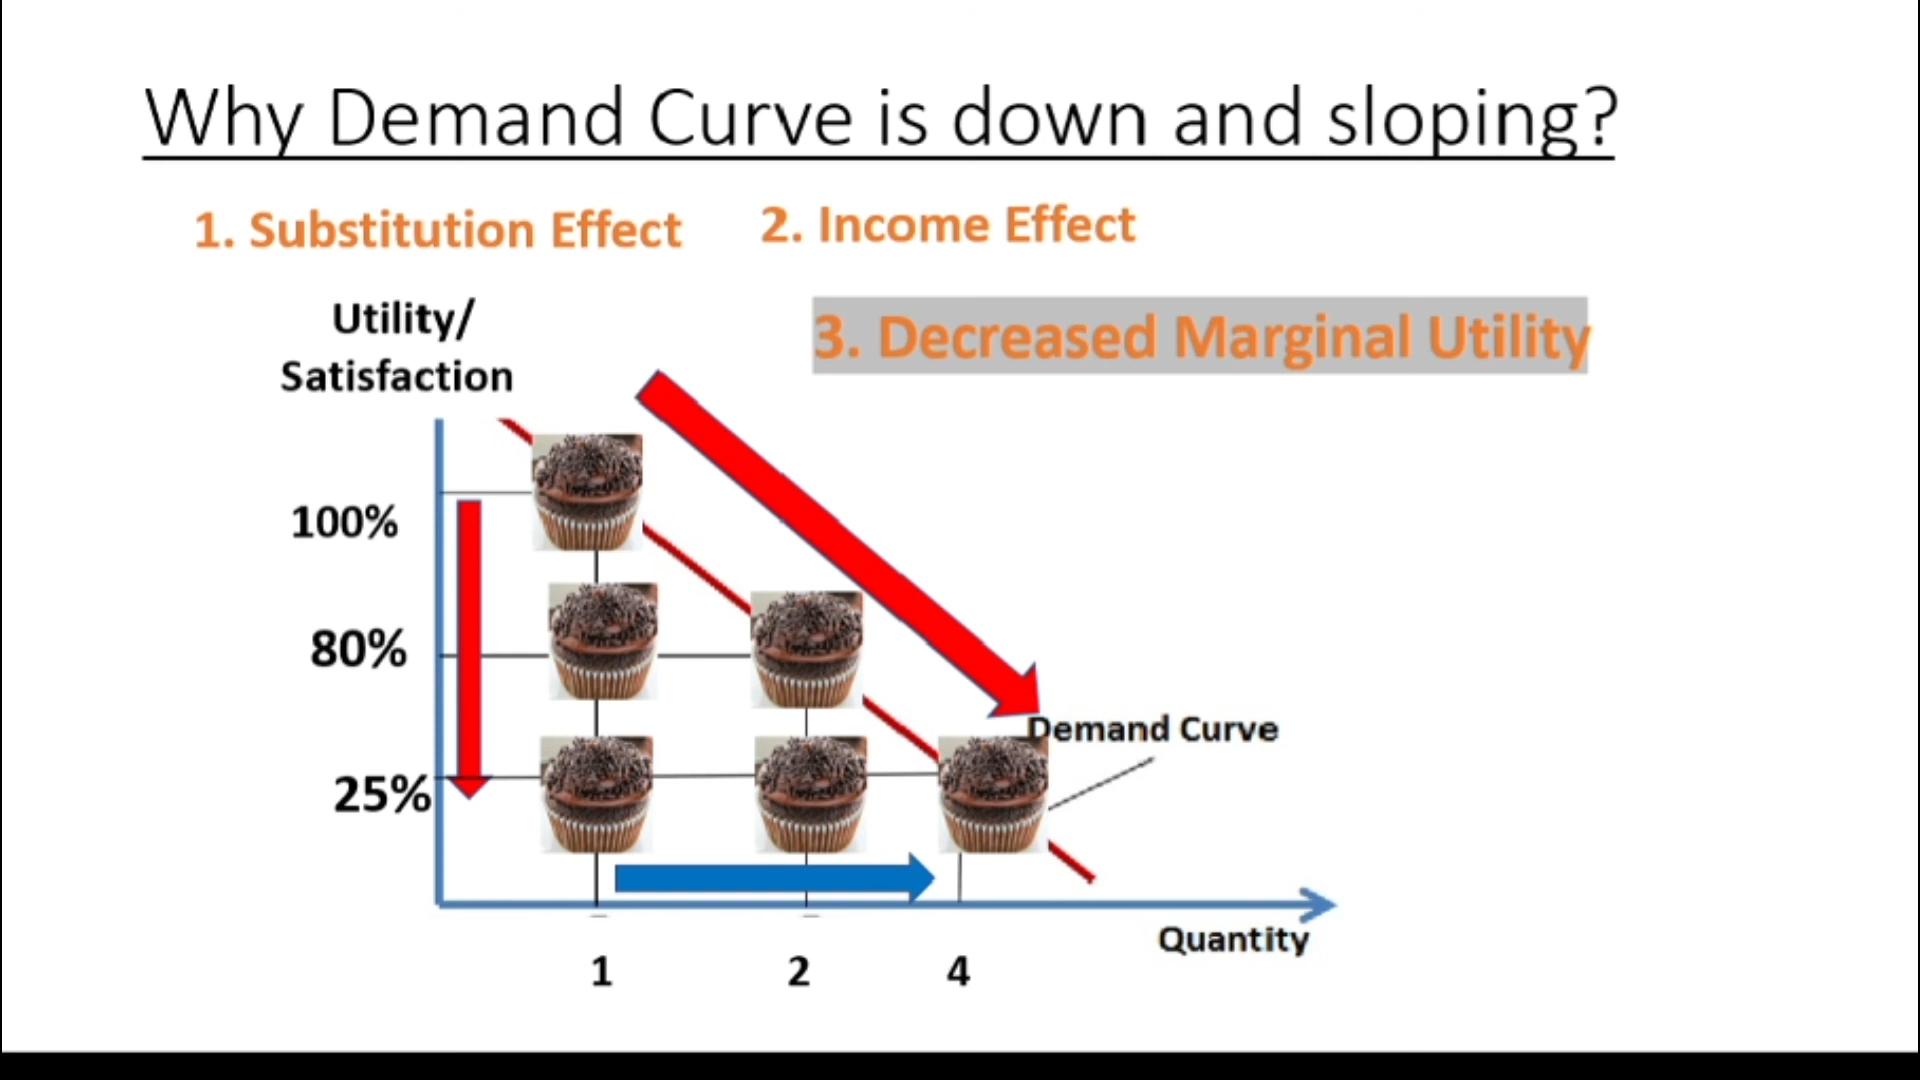 Why Demand Curve is down and sloping?
1. Substitution Effect
2. Income Effect
Utility/
Satisfaction
3. Decreased Marginal Utility
100%
80%
Demand Curve
25%
Quantity
1
2
4